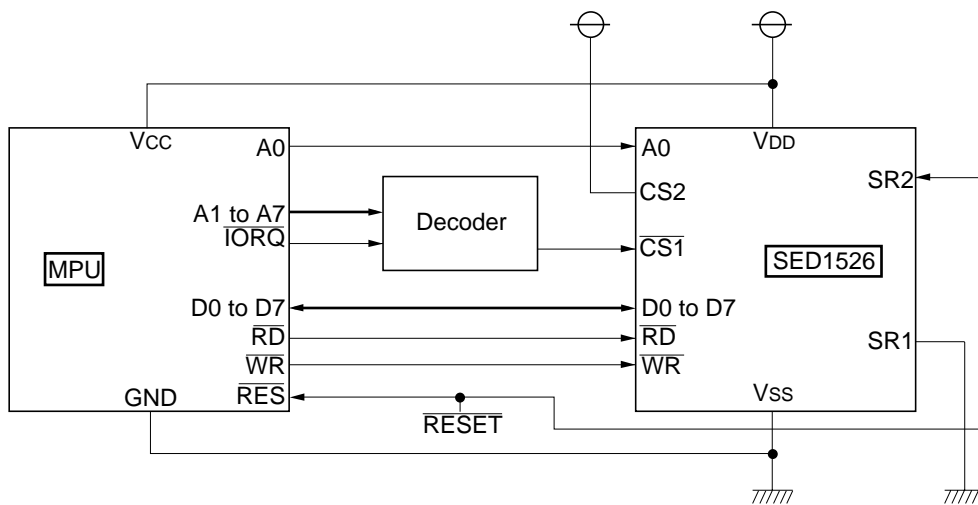 VCC
VDD
A0
A0
CS2
SR2
A1 to A7
Decoder
IORQ
CS1
MPU
SED1526
D0 to D7
D0 to D7
RD
RD
SR1
WR
WR
GND
RES
VSS
RESET